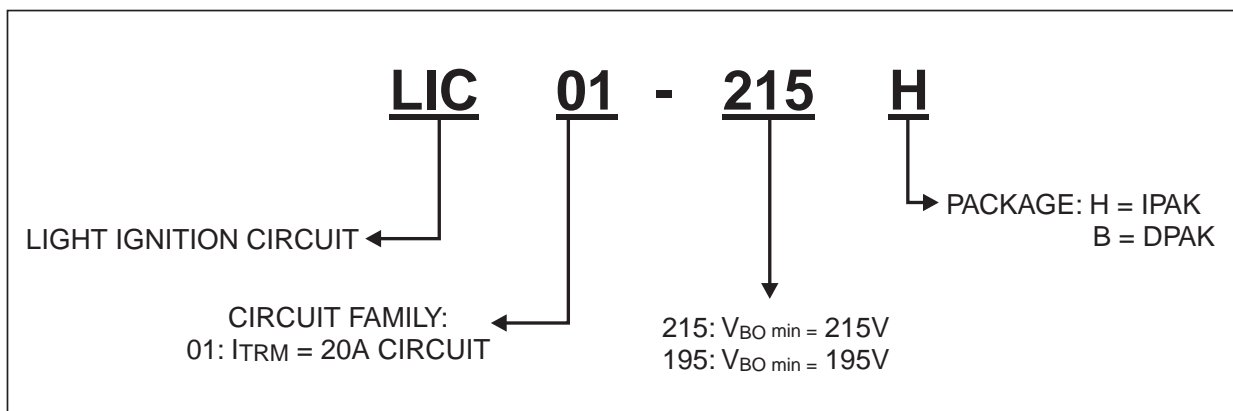 LIC 01 - 215 H
PACKAGE: H = IPAK
B = DPAK
LIGHT IGNITION CIRCUIT
CIRCUIT FAMILY:
01: ITRM = 20A CIRCUIT
215: VBO min = 215V
195: VBO min = 195V